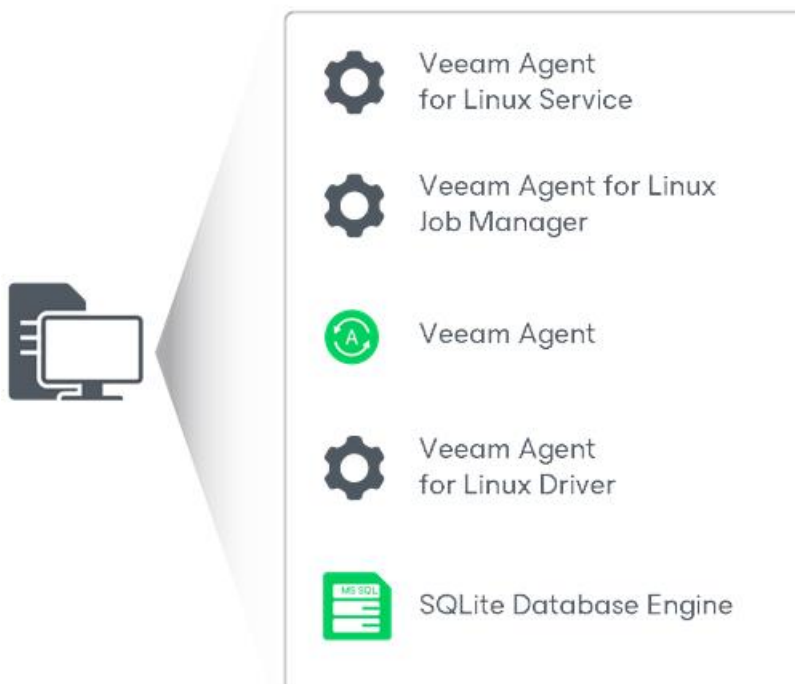 Veeam Agent
for Linux Service
Veeam Agent for Linux
Job Manager
A
Veeam Agent
Veeam Agent
for Linux Driver
MS SQL
SQLite Database Engine